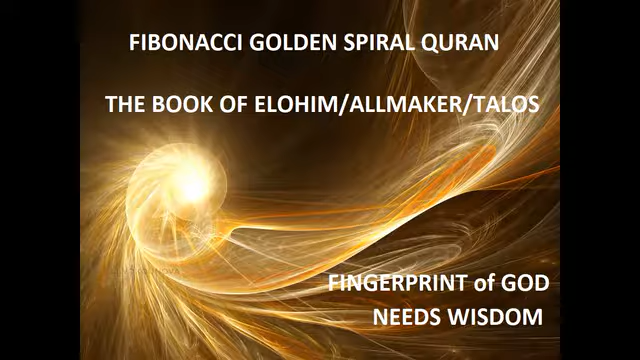 FIBONACCI GOLDEN SPIRAL QURAN
THE BOOK OF ELOHIM/ALLMAKER/TALOS
FINGERPRINT of GOD
NEEDS WISDOM